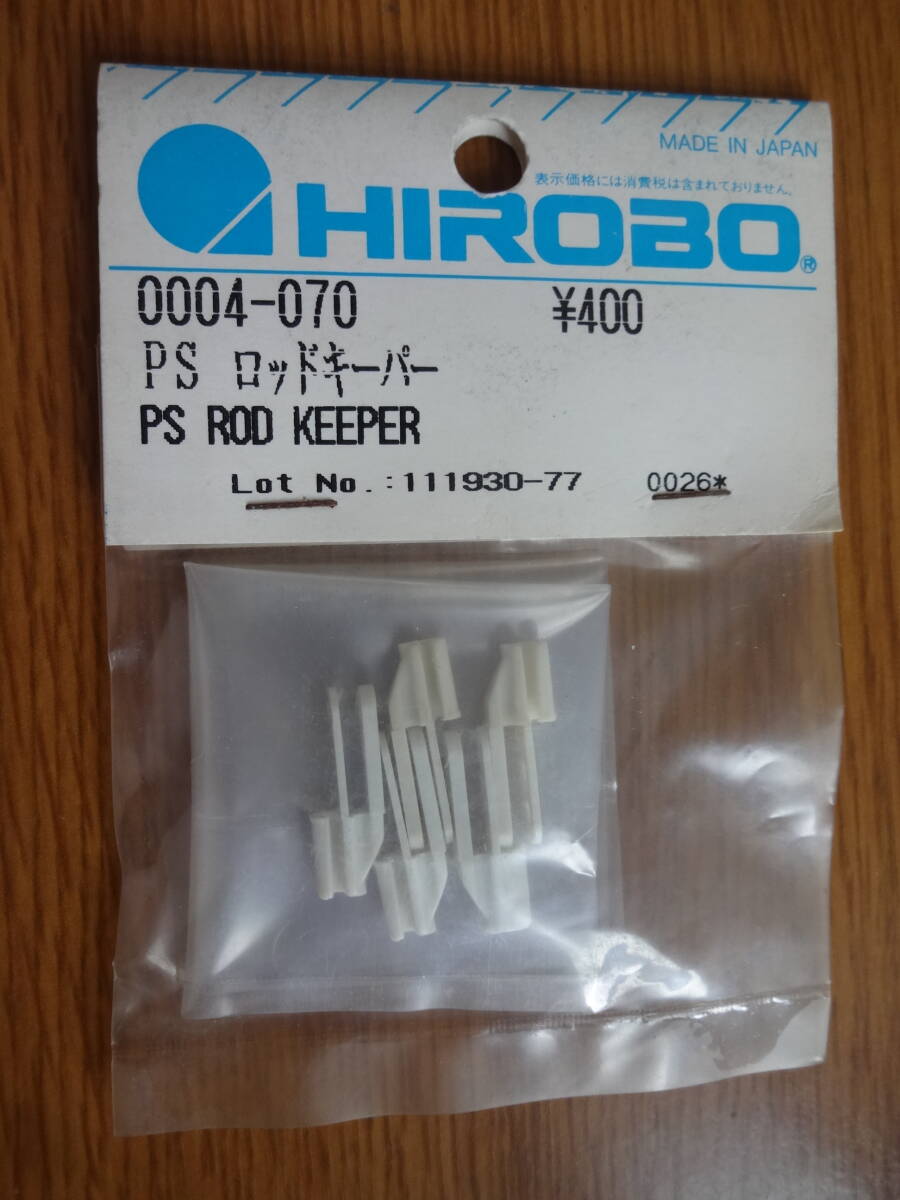 MADE IN JAPAN
表示価格には消費税は含まれておりません。
HIROBO®
0004-070 ¥400
PS ロッドキーパー
PS ROD KEEPER
Lot No.:111930-77 0026*